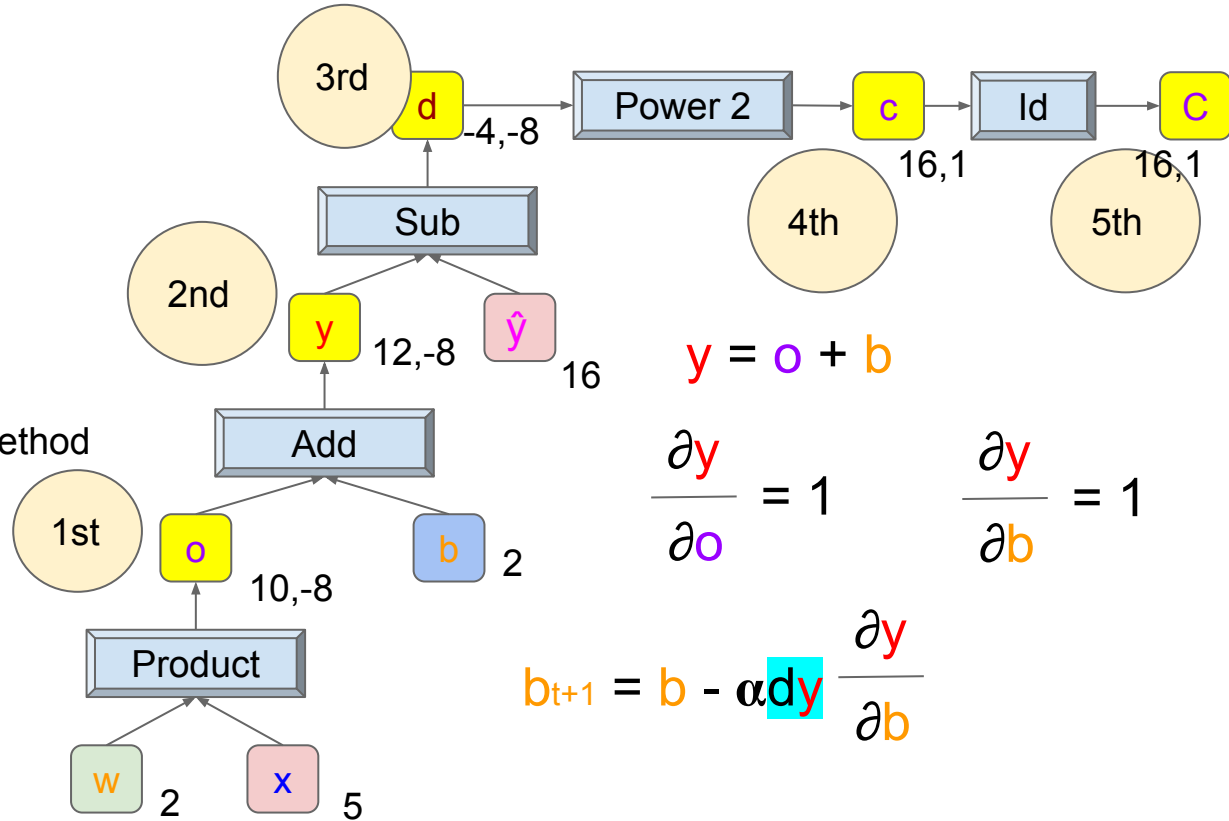 3rd
d
-4,-8
Power 2
c
16,1
Id
C
16,1
4th
5th
Sub
2nd
y
12,-8
ŷ
16
y = o + b
ethod
Add
∂y
∂o
= 1
∂y
∂b
= 1
1st
o
10,-8
b
2
Product
bt+1 = b - αdy
∂y
∂b
w
2
x
5